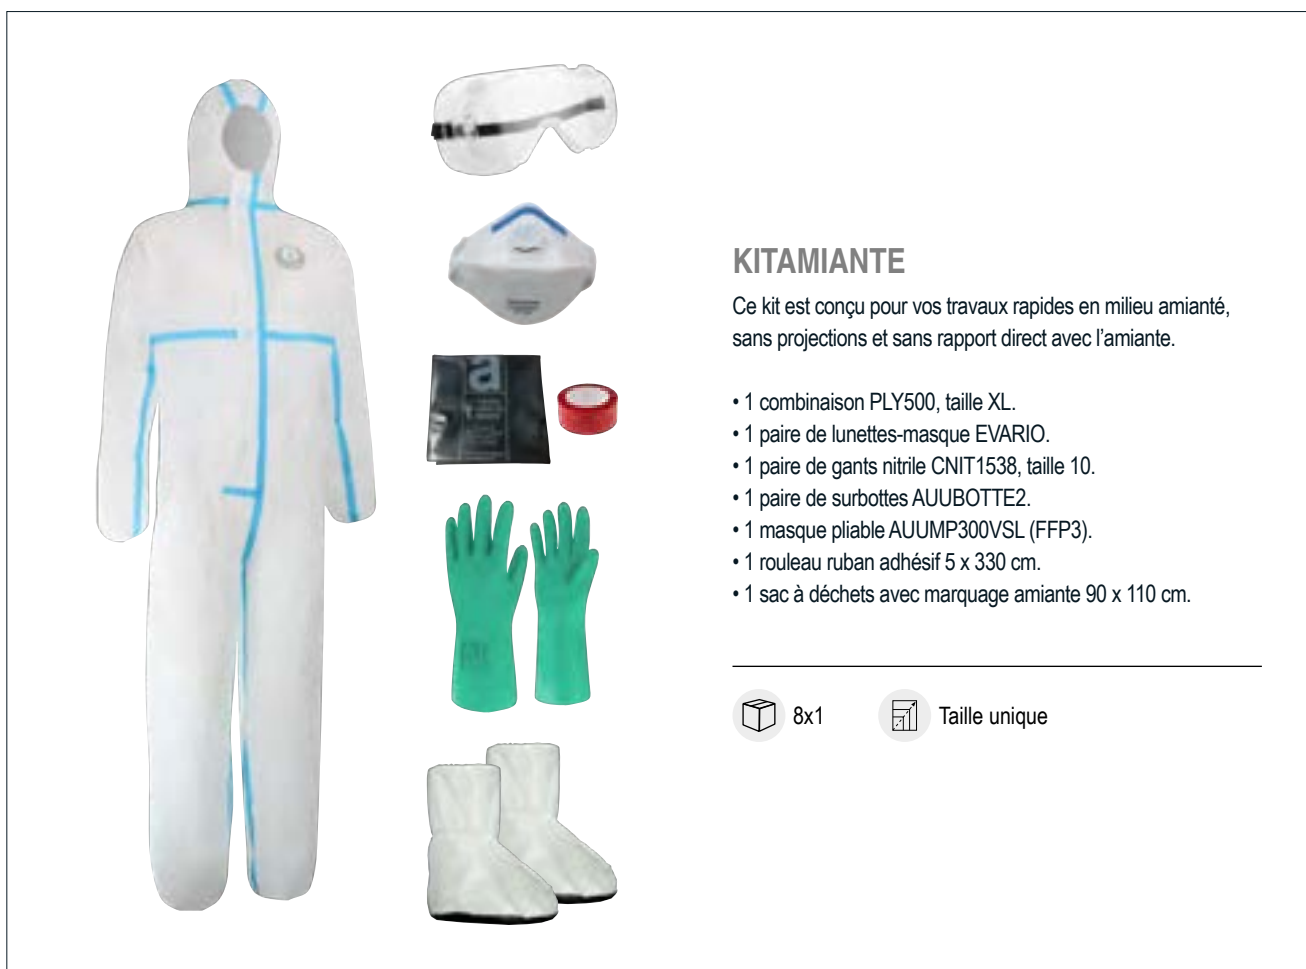 KITAMIANTE
Ce kit est conçu pour vos travaux rapides en milieu amianté,
sans projections et sans rapport direct avec l’amiante.
• 1 combinaison PLY500, taille XL.
• 1 paire de lunettes-masque EVARIO.
• 1 paire de gants nitrile CNIT1538, taille 10.
• 1 paire de surbottes AUUBOTTE2.
• 1 masque pliable AUUMP300VSL (FFP3).
• 1 rouleau ruban adhésif 5 x 330 cm.
• 1 sac à déchets avec marquage amiante 90 x 110 cm.
8x1
Taille unique
a